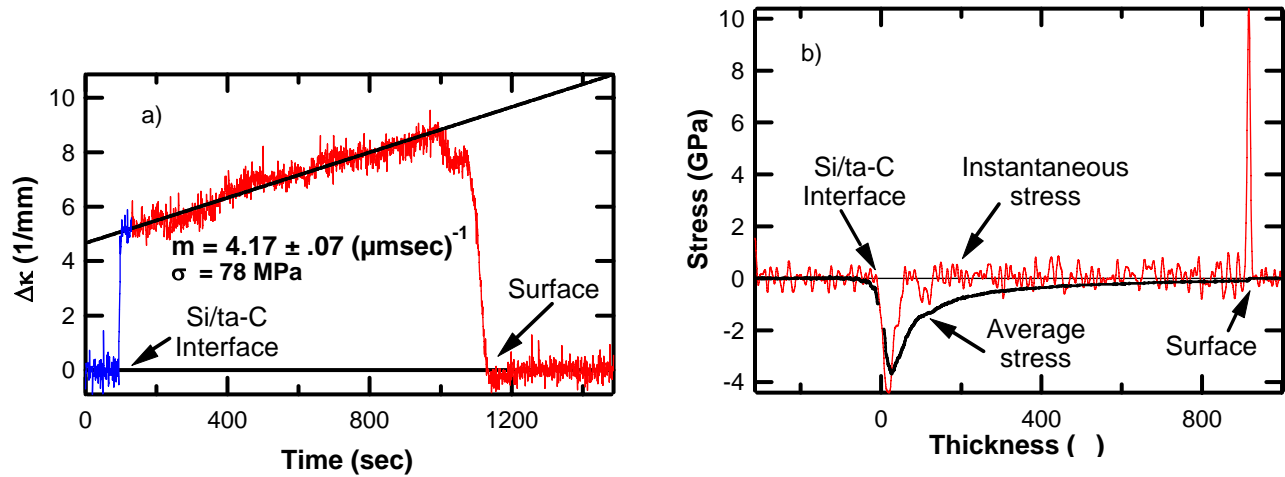 a)
10
8
6
4
2
0
Δκ (1/mm)
m = 4.17 ± .07 (μmsec)-1
σ = 78 MPa
Si/ta-C
Interface
Surface
0
400
800
1200
Time (sec)
b)
10
8
6
4
2
0
-2
-4
Stress (GPa)
Si/ta-C
Interface
Instantaneous
stress
Average
stress
Surface
0
400
800
Thickness ( )